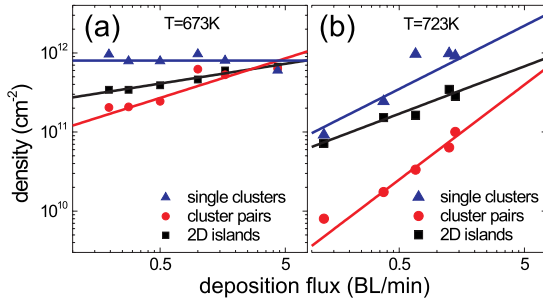 (a)
T=673K
(b)
T=723K
density (cm⁻²)
10¹²
10¹¹
10¹⁰
single clusters
cluster pairs
2D islands
single clusters
cluster pairs
2D islands
0.5
5
0.5
5
deposition flux (BL/min)